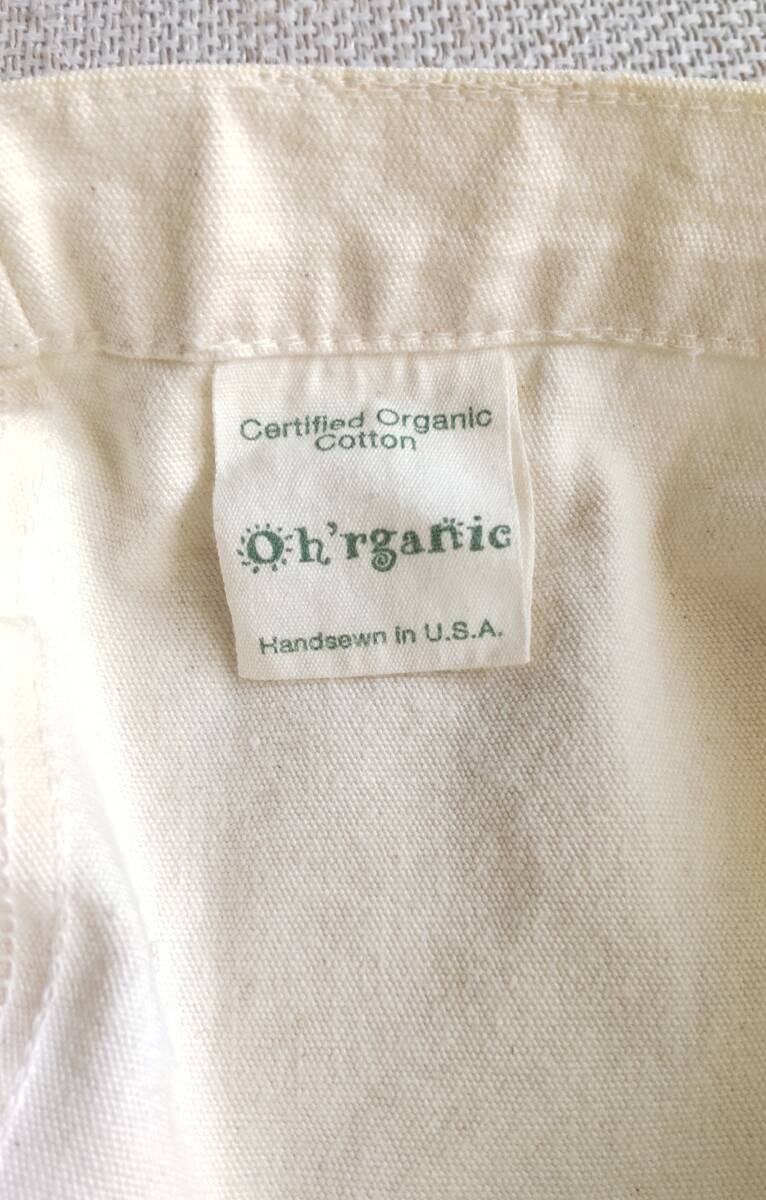 Certified Organic
Cotton
Oh'rganic
Handsewn in U.S.A.